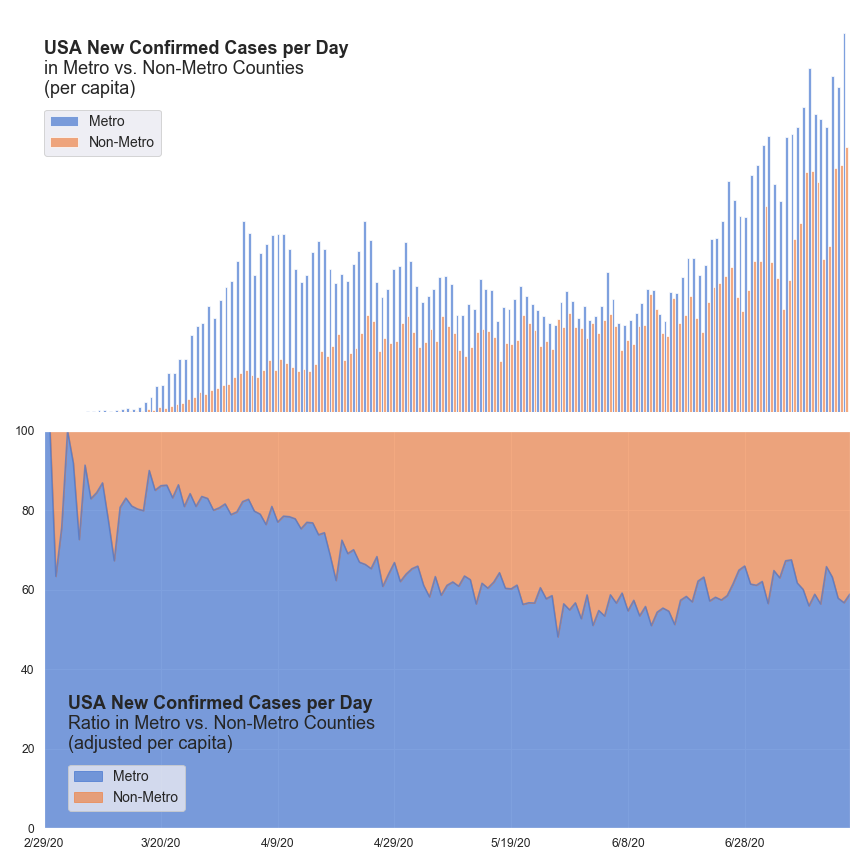 USA New Confirmed Cases per Day
in Metro vs. Non-Metro Counties
(per capita)
Metro
Non-Metro
100
80
60
40
20
0
USA New Confirmed Cases per Day
Ratio in Metro vs. Non-Metro Counties
(adjusted per capita)
Metro
Non-Metro
2/29/20 3/20/20 4/9/20 4/29/20 5/19/20 6/8/20 6/28/20